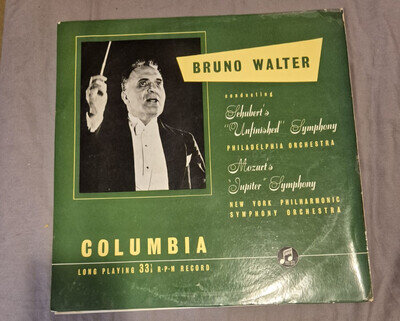 BRUNO WALTER
conducting
Schubert's
"Unfinished" Symphony
PHILADELPHIA ORCHESTRA
Mozart's
"Jupiter" Symphony
NEW YORK PHILHARMONIC
SYMPHONY ORCHESTRA
COLUMBIA
LONG PLAYING 33⅓ R·P·M RECORD